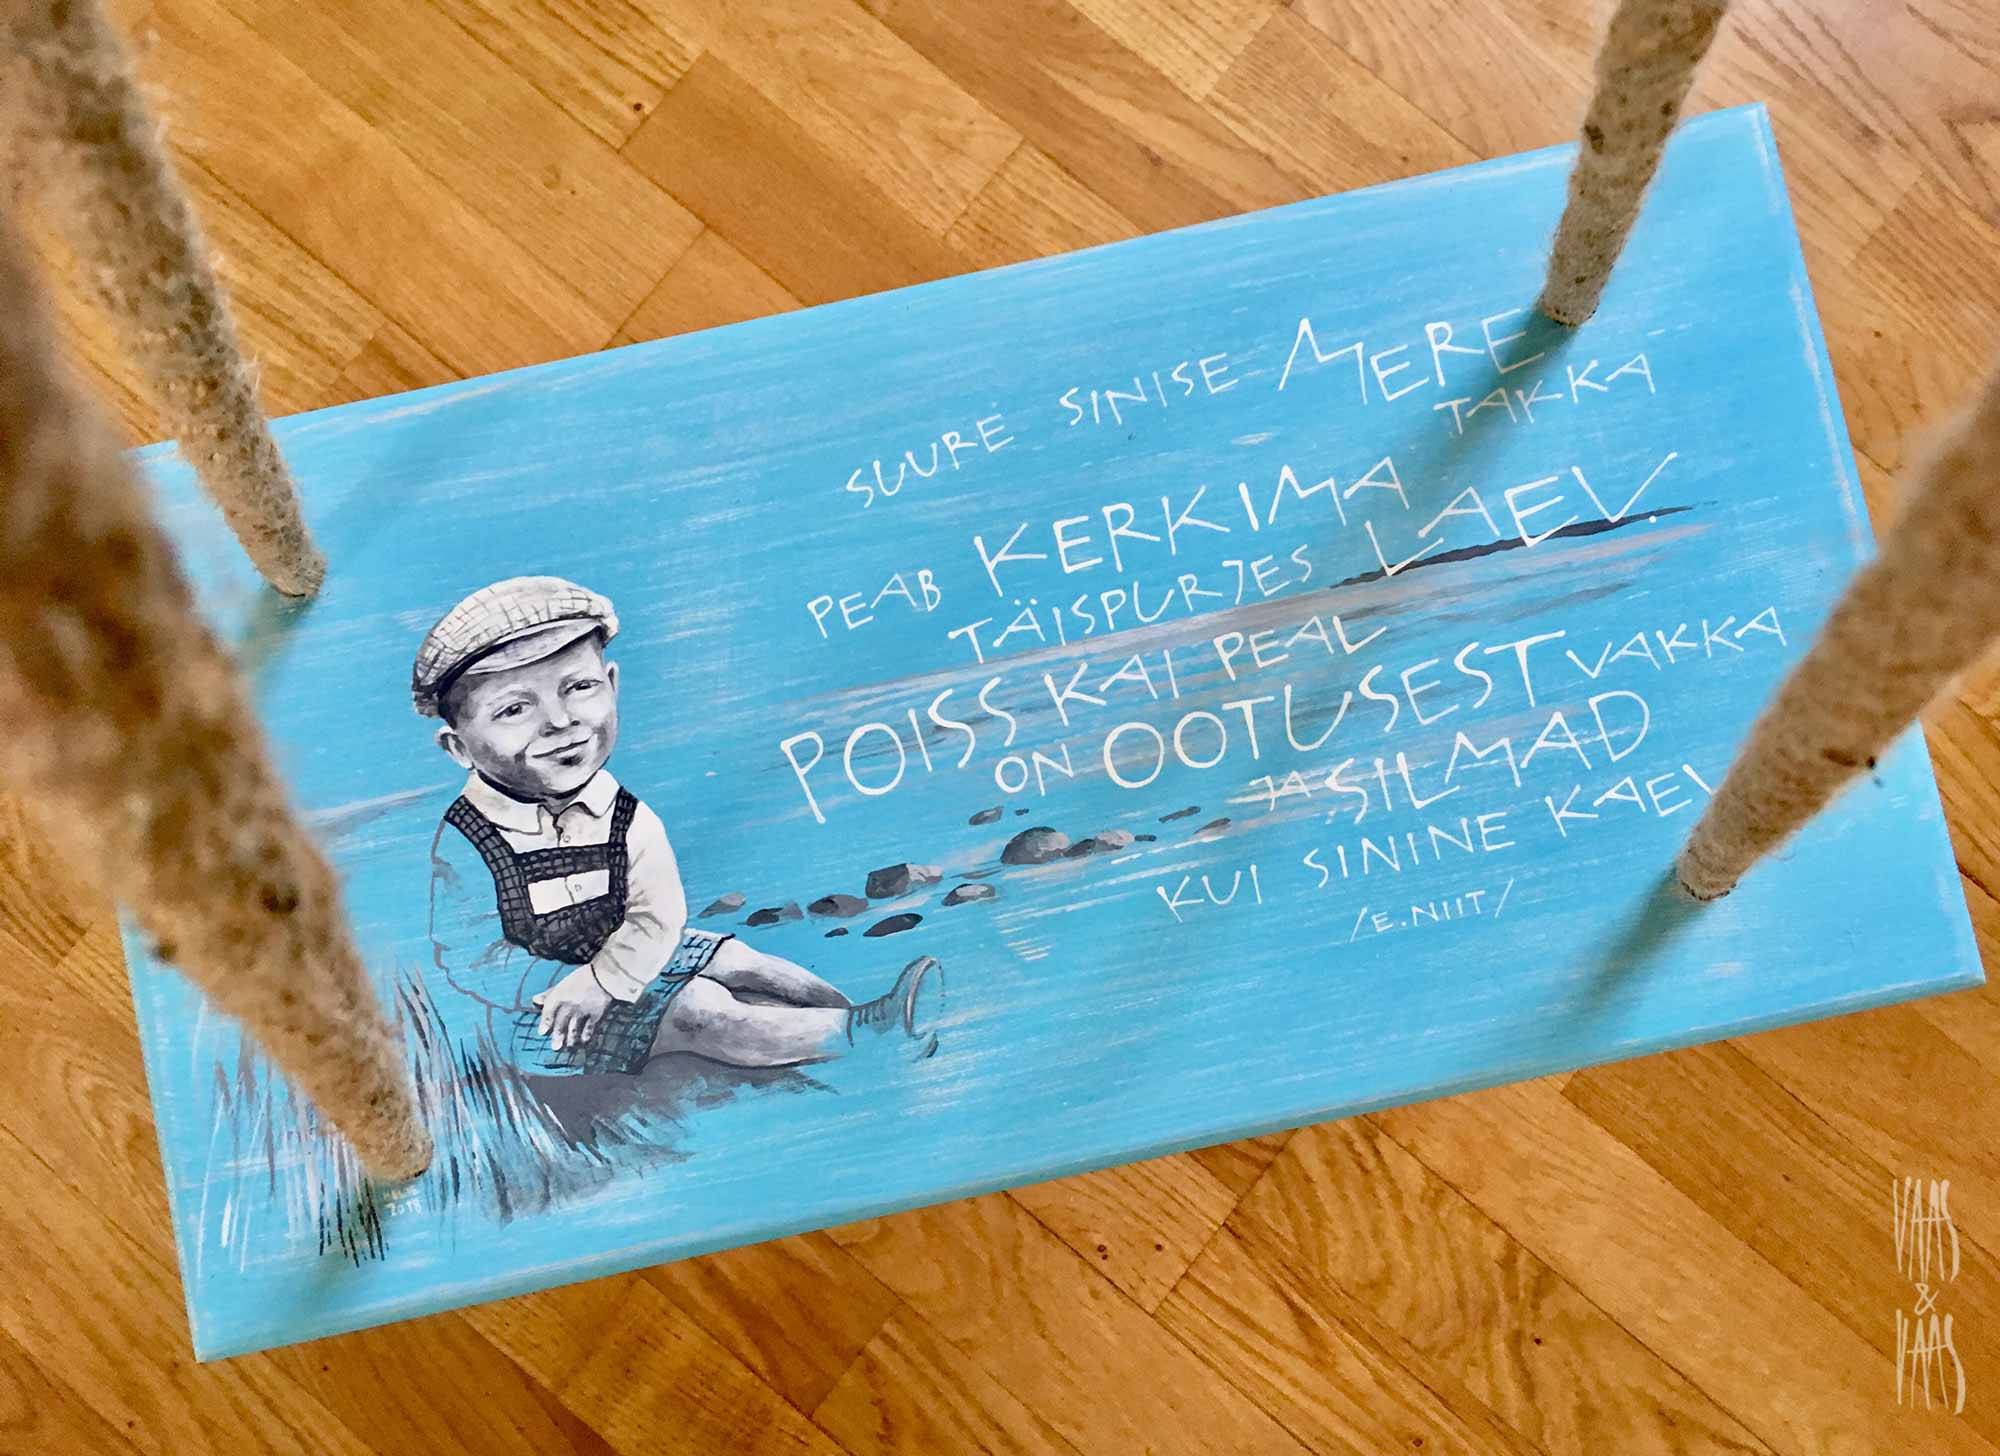 SUURE SINISE MERE
TAKKA
PEAB KERKIMA
TÄISPURJES LAEV.
POISS KAI PEAL
ON OOTUSEST VAKKA
JA SILMAD
KUI SININE KAEV
/E. NIIT/
2018
VAAS
&
VAAS